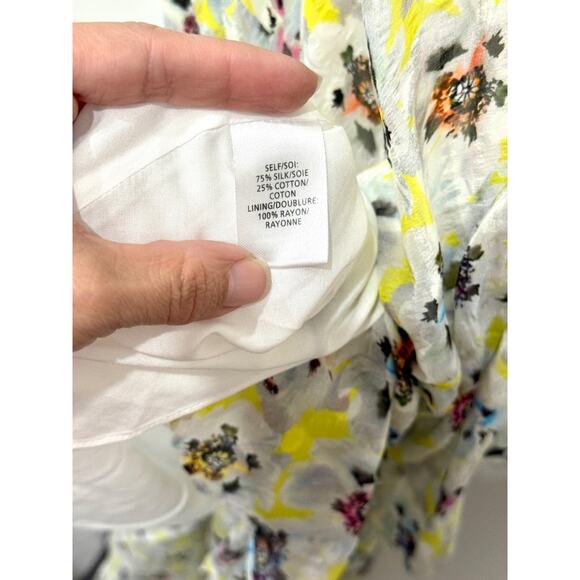 SELF/SOI:
75% SILK/SOIE
25% COTTON/
COTON
LINING/DOUBLURE:
100% RAYON/
RAYONNE